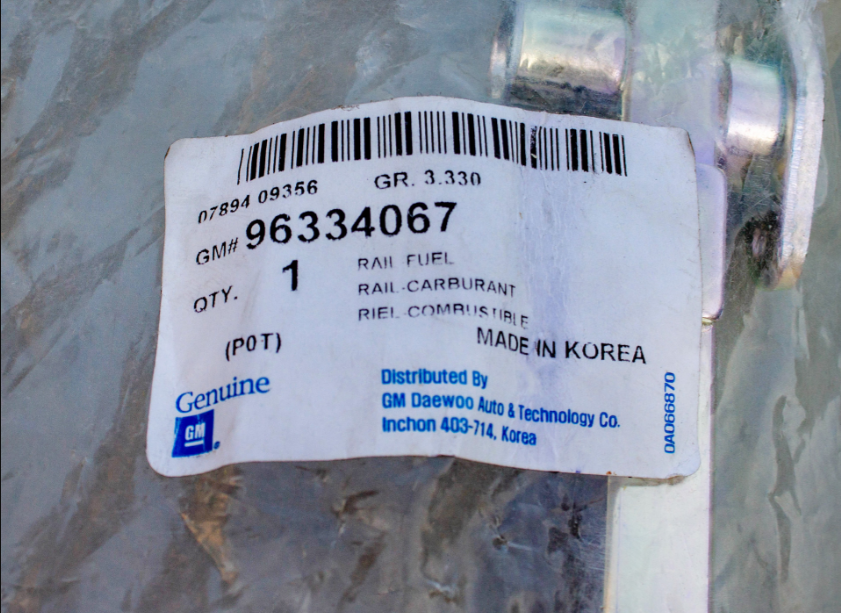 07894 09356 GR. 3.330
GM# 96334067
QTY. 1
RAIL FUEL
RAIL-CARBURANT
RIEL-COMBUSTIBLE
(P0T) MADE IN KOREA
Genuine
GM
Distributed By
GM Daewoo Auto & Technology Co.
Inchon 403-714, Korea
0A066870